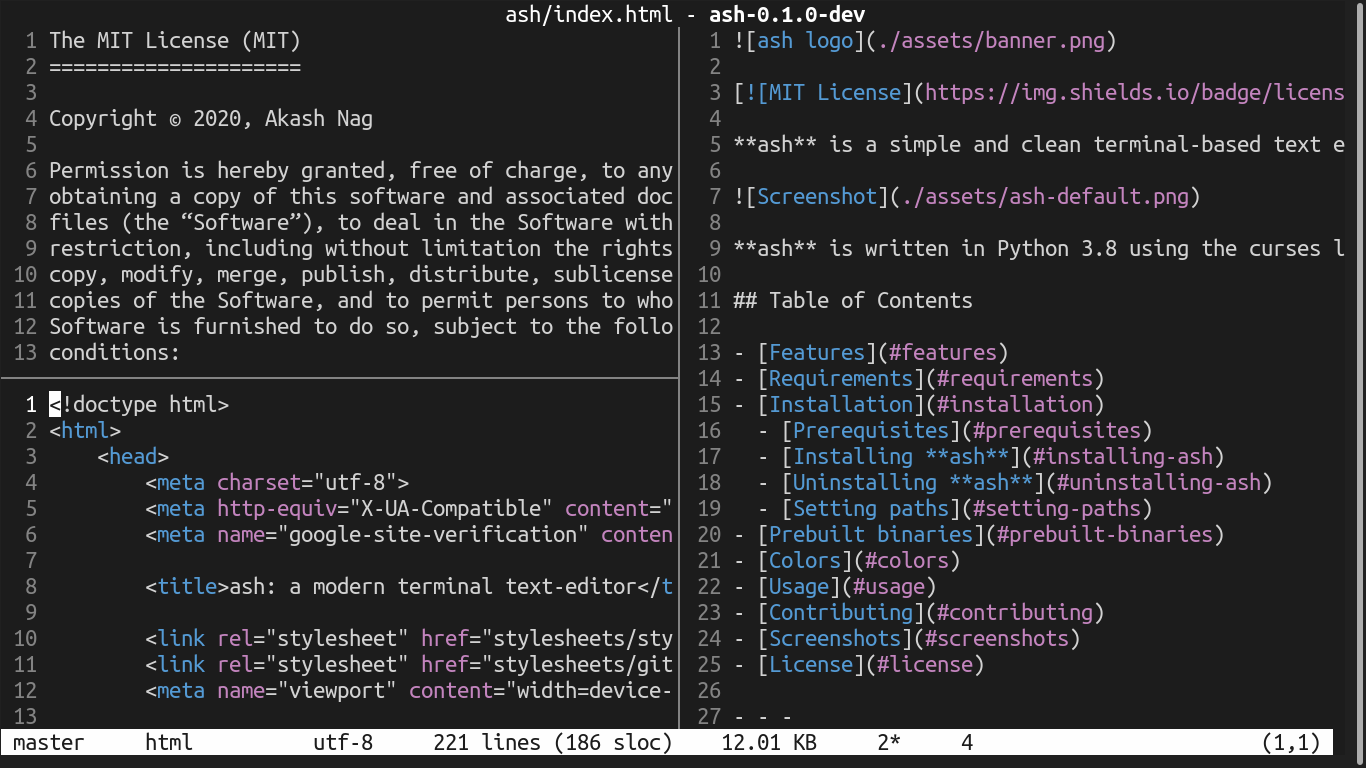 ash/index.html - ash-0.1.0-dev
1 The MIT License (MIT)
2 =====================
3
4 Copyright © 2020, Akash Nag
5
6 Permission is hereby granted, free of charge, to any
7 obtaining a copy of this software and associated doc
8 files (the “Software”), to deal in the Software with
9 restriction, including without limitation the rights
10 copy, modify, merge, publish, distribute, sublicense
11 copies of the Software, and to permit persons to who
12 Software is furnished to do so, subject to the follo
13 conditions:
1 <!doctype html>
2 <html>
3     <head>
4         <meta charset="utf-8">
5         <meta http-equiv="X-UA-Compatible" content="
6         <meta name="google-site-verification" conten
7
8         <title>ash: a modern terminal text-editor</t
9
10         <link rel="stylesheet" href="stylesheets/sty
11         <link rel="stylesheet" href="stylesheets/git
12         <meta name="viewport" content="width=device-
13
1 ![ash logo](./assets/banner.png)
2
3 [![MIT License](https://img.shields.io/badge/licens
4
5 **ash** is a simple and clean terminal-based text e
6
7 ![Screenshot](./assets/ash-default.png)
8
9 **ash** is written in Python 3.8 using the curses l
10
11 ## Table of Contents
12
13 - [Features](#features)
14 - [Requirements](#requirements)
15 - [Installation](#installation)
16   - [Prerequisites](#prerequisites)
17   - [Installing **ash**](#installing-ash)
18   - [Uninstalling **ash**](#uninstalling-ash)
19   - [Setting paths](#setting-paths)
20 - [Prebuilt binaries](#prebuilt-binaries)
21 - [Colors](#colors)
22 - [Usage](#usage)
23 - [Contributing](#contributing)
24 - [Screenshots](#screenshots)
25 - [License](#license)
26
27 - - -
master html utf-8 221 lines (186 sloc) 12.01 KB 2* 4 (1,1)